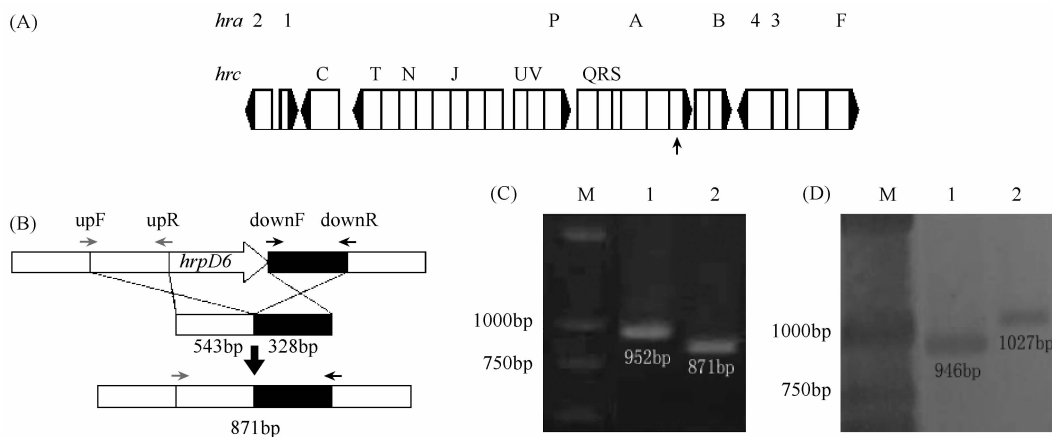 (A) hra 2 1 P A B 4 3 F
hrc C T N J UV QRS
(B) upF upR downF downR
hrpD6
543bp 328bp
871bp
(C) M 1 2
1000bp
750bp
952bp
871bp
(D) M 1 2
1000bp
750bp
946bp
1027bp